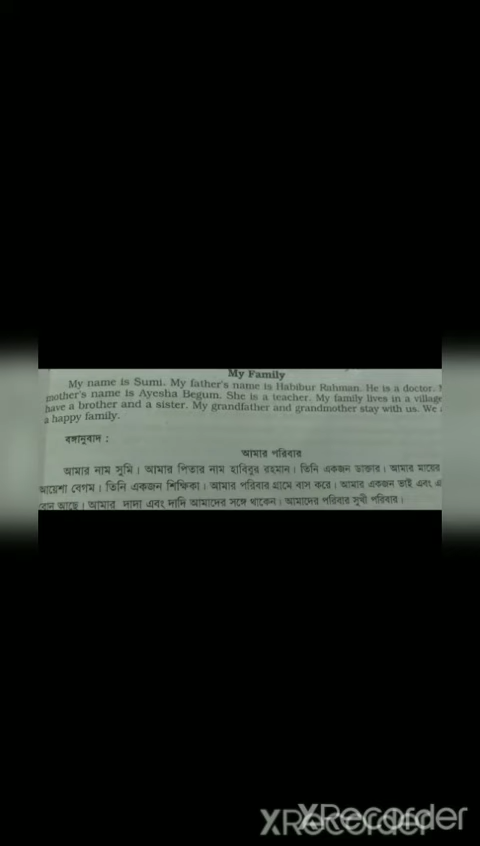 My Family
My name is Sumi. My father's name is Habibur Rahman. He is a doctor.
mother's name is Ayesha Begum. She is a teacher. My family lives in a village
have a brother and a sister. My grandfather and grandmother stay with us. We
a happy family.
বঙ্গানুবাদ :
আমার পরিবার
আমার নাম সুমি। আমার পিতার নাম হাবিবুর রহমান। তিনি একজন ডাক্তার। আমার মায়ের
আয়েশা বেগম। তিনি একজন শিক্ষিকা। আমার পরিবার গ্রামে বাস করে। আমার একজন ভাই এবং
বোন আছে। আমার দাদা এবং দাদি আমাদের সঙ্গে থাকেন। আমাদের পরিবার সুখী পরিবার।
XRecorder
XRecorder